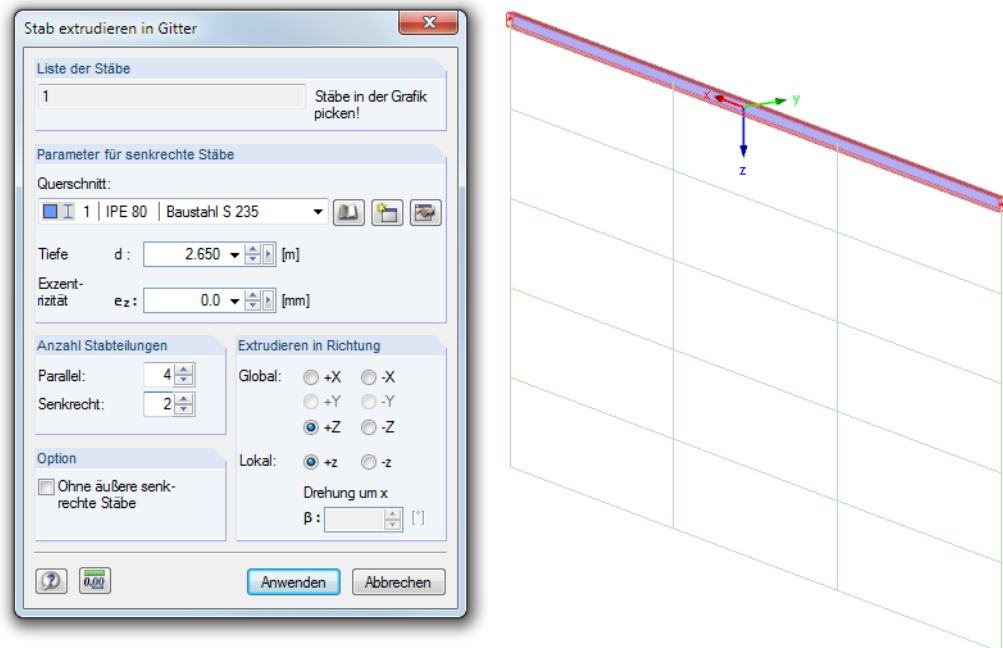 Stab extrudieren in Gitter
Liste der Stäbe
1
Stäbe in der Grafik
picken!
Parameter für senkrechte Stäbe
Querschnitt:
1 | IPE 80 | Baustahl S 235
Tiefe d : 2.650 [m]
Exzent-
rizität ez : 0.0 [mm]
Anzahl Stabteilungen
Parallel: 4
Senkrecht: 2
Extrudieren in Richtung
Global: +X -X
+Y -Y
+Z -Z
Lokal: +z -z
Drehung um x
β : [°]
Option
Ohne äußere senk-
rechte Stäbe
0.00
Anwenden
Abbrechen
x
y
z